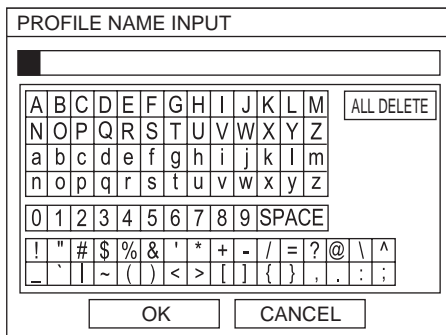 PROFILE NAME INPUT
A B C D E F G H I J K L M
ALL DELETE
N O P Q R S T U V W X Y Z
a b c d e f g h i j k l m
n o p q r s t u v w x y z
0 1 2 3 4 5 6 7 8 9 SPACE
! " # $ % & ' * + - / = ? @ \ ^
_ ` | ~ ( ) < > [ ] { } , . : ;
OK CANCEL